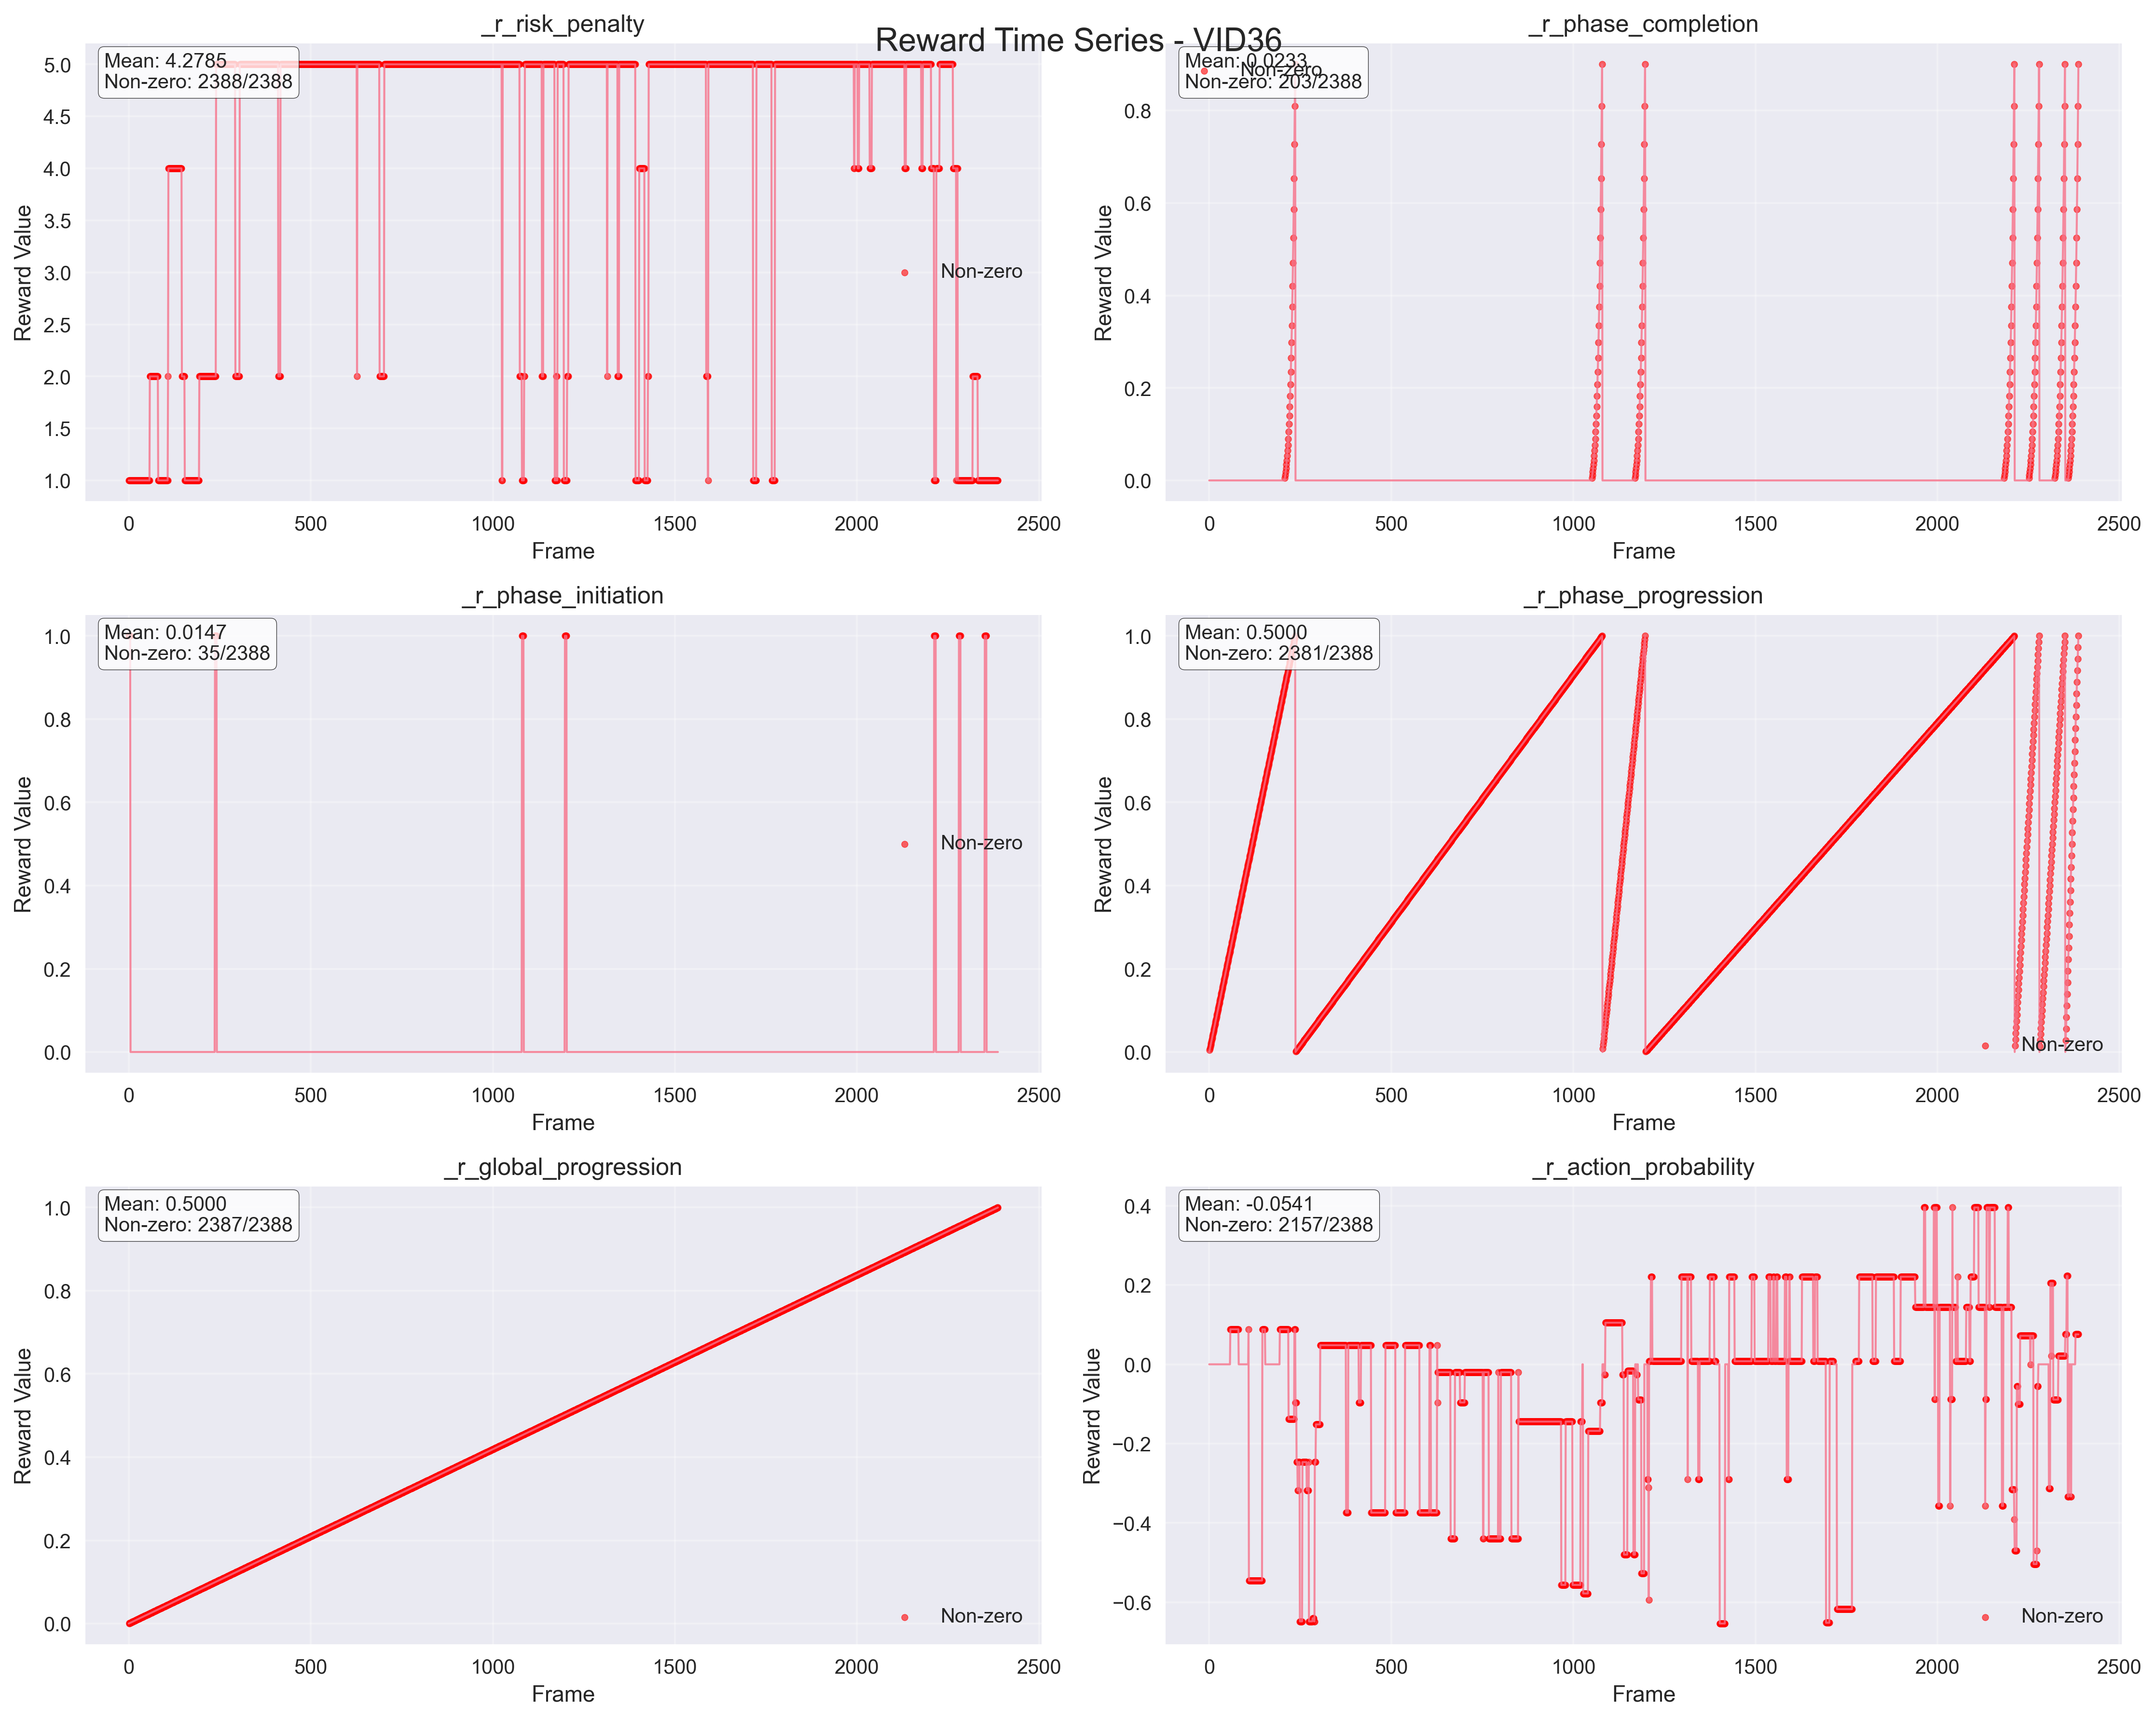 Reward Time Series - VID36
_r_risk_penalty
Mean: 4.2785
Non-zero: 2388/2388
Non-zero
5.0
4.5
4.0
3.5
3.0
2.5
2.0
1.5
1.0
Reward Value
0 500 1000 1500 2000 2500
Frame
_r_phase_completion
Mean: 0.0233
Non-zero: 203/2388
Non-zero
0.8
0.6
0.4
0.2
0.0
Reward Value
0 500 1000 1500 2000 2500
Frame
_r_phase_initiation
Mean: 0.0147
Non-zero: 35/2388
Non-zero
1.0
0.8
0.6
0.4
0.2
0.0
Reward Value
0 500 1000 1500 2000 2500
Frame
_r_phase_progression
Mean: 0.5000
Non-zero: 2381/2388
Non-zero
1.0
0.8
0.6
0.4
0.2
0.0
Reward Value
0 500 1000 1500 2000 2500
Frame
_r_global_progression
Mean: 0.5000
Non-zero: 2387/2388
Non-zero
1.0
0.8
0.6
0.4
0.2
0.0
Reward Value
0 500 1000 1500 2000 2500
Frame
_r_action_probability
Mean: -0.0541
Non-zero: 2157/2388
Non-zero
0.4
0.2
0.0
−0.2
−0.4
−0.6
Reward Value
0 500 1000 1500 2000 2500
Frame